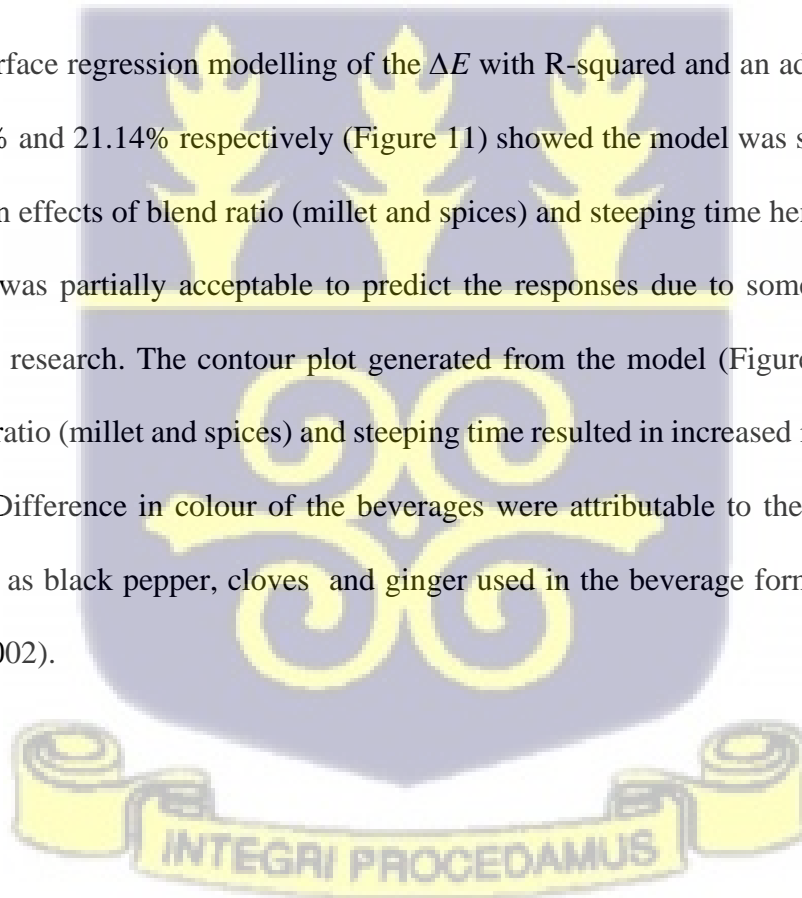 rface regression modelling of the ΔE with R-squared and an ad
% and 21.14% respectively (Figure 11) showed the model was s
n effects of blend ratio (millet and spices) and steeping time her
was partially acceptable to predict the responses due to some
research. The contour plot generated from the model (Figure
ratio (millet and spices) and steeping time resulted in increased
Difference in colour of the beverages were attributable to the
as black pepper, cloves and ginger used in the beverage forn
002).
INTEGRI PROCEDAMUS